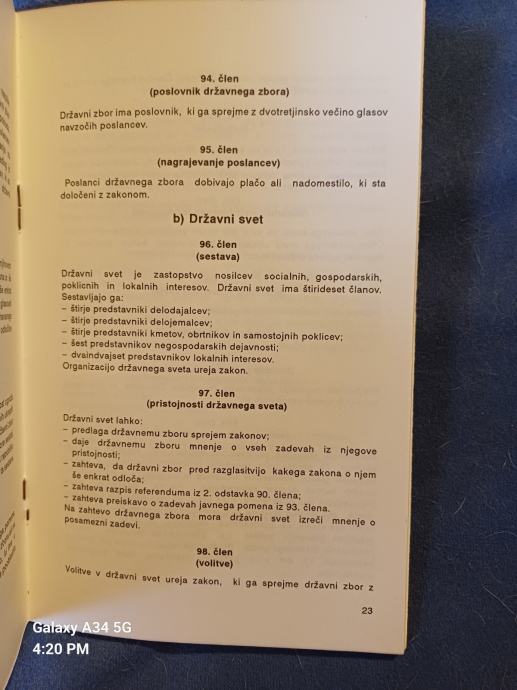 94. člen
(poslovnik državnega zbora)
Državni zbor ima poslovnik, ki ga sprejme z dvotretjinsko večino glasov
navzočih poslancev.
95. člen
(nagrajevanje poslancev)
Poslanci državnega zbora dobivajo plačo ali nadomestilo, ki sta
določeni z zakonom.
b) Državni svet
96. člen
(sestava)
Državni svet je zastopstvo nosilcev socialnih, gospodarskih,
poklicnih in lokalnih interesov. Državni svet ima štirideset članov.
Sestavljajo ga:
– štirje predstavniki delodajalcev;
– štirje predstavniki delojemalcev;
– štirje predstavniki kmetov, obrtnikov in samostojnih poklicev;
– šest predstavnikov negospodarskih dejavnosti;
– dvaindvajset predstavnikov lokalnih interesov.
Organizacijo državnega sveta ureja zakon.
97. člen
(pristojnosti državnega sveta)
Državni svet lahko:
– predlaga državnemu zboru sprejem zakonov;
– daje državnemu zboru mnenje o vseh zadevah iz njegove
pristojnosti;
– zahteva, da državni zbor pred razglasitvijo kakega zakona o njem
še enkrat odloča;
– zahteva razpis referenduma iz 2. odstavka 90. člena;
– zahteva preiskavo o zadevah javnega pomena iz 93. člena.
Na zahtevo državnega zbora mora državni svet izreči mnenje o
posamezni zadevi.
98. člen
(volitve)
Volitve v državni svet ureja zakon, ki ga sprejme državni zbor z
23
Galaxy A34 5G
4:20 PM